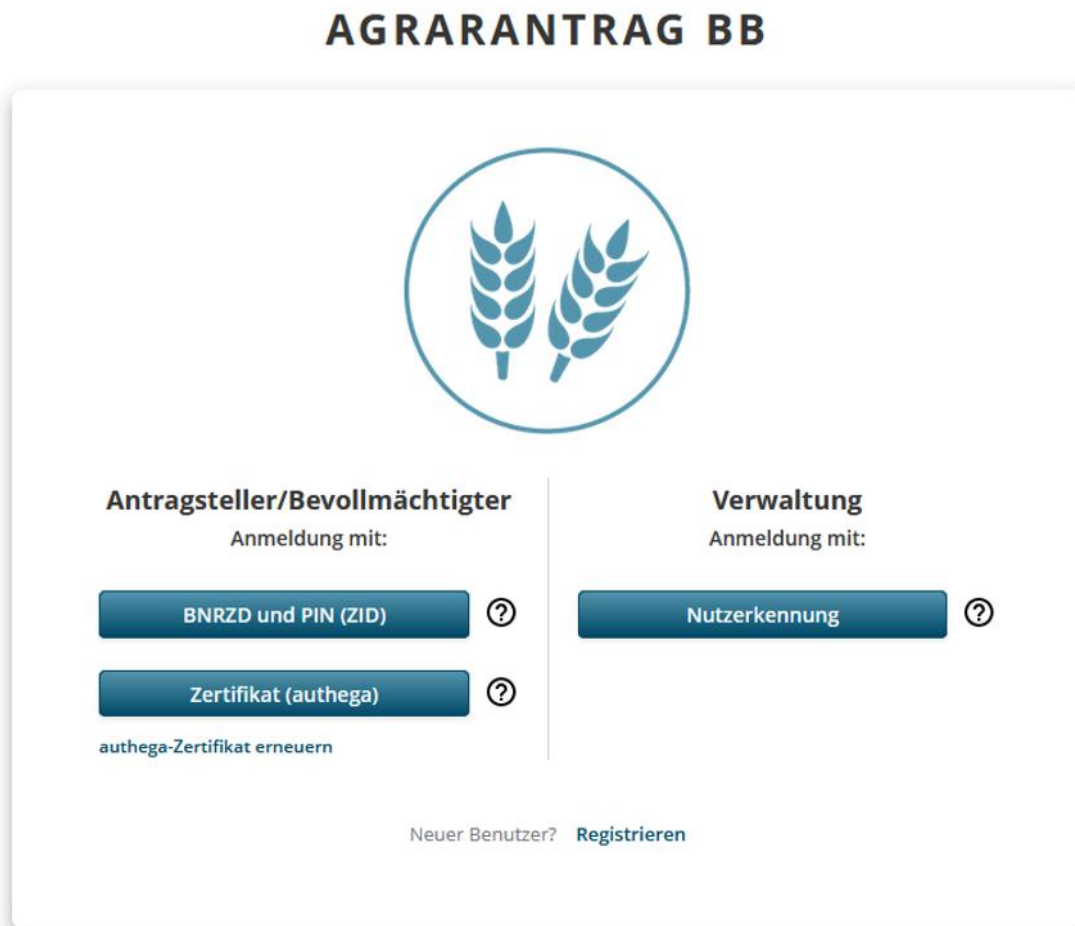 AGRARANTRAG BB
Antragsteller/Bevollmächtigter
Anmeldung mit:
BNRZD und PIN (ZID)
?
Zertifikat (authega)
?
authega-Zertifikat erneuern
Verwaltung
Anmeldung mit:
Nutzerkennung
?
Neuer Benutzer? Registrieren